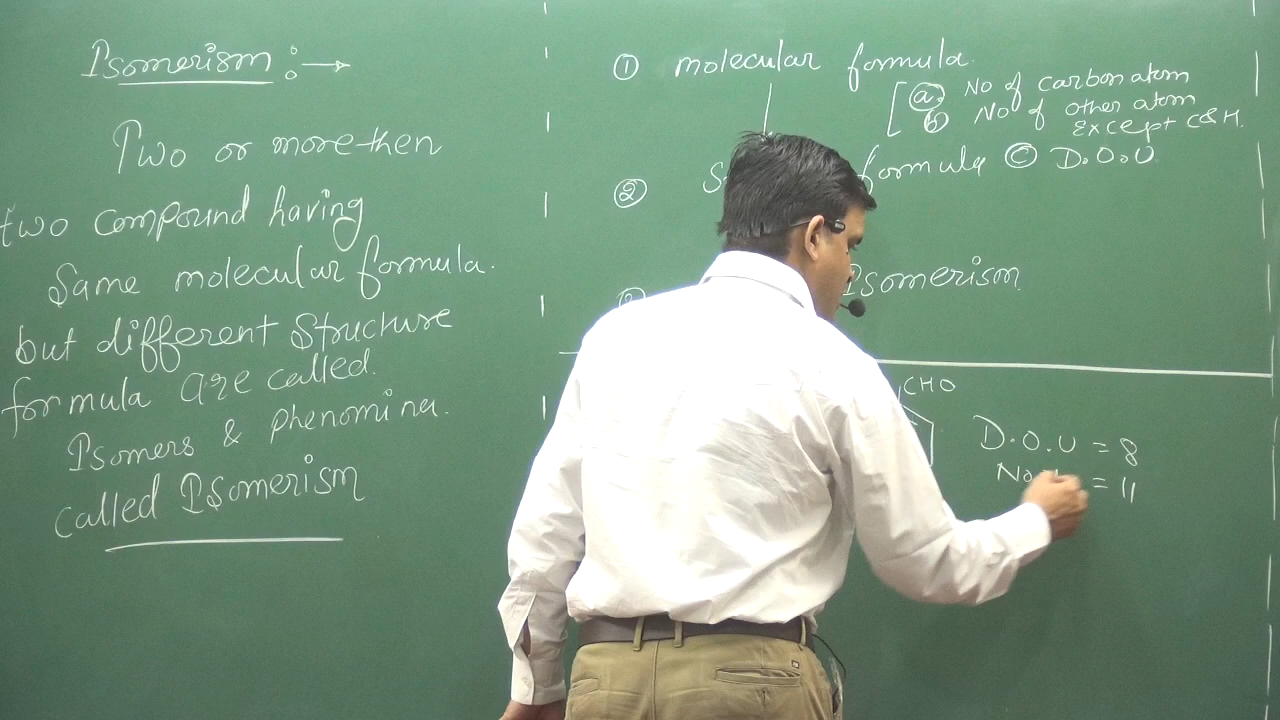 Isomerism :→
Two or more then
two compound having
Same molecular formula.
but different Structure
formula are called.
Isomers & phenominu.
called Isomerism
① molecular formula.
[ⓐ No of carbon atom
ⓑ No of other atom
Except C & H.
② formula Ⓒ D.O.U
Isomerism
CHO
D.O.U = 8
No = 11